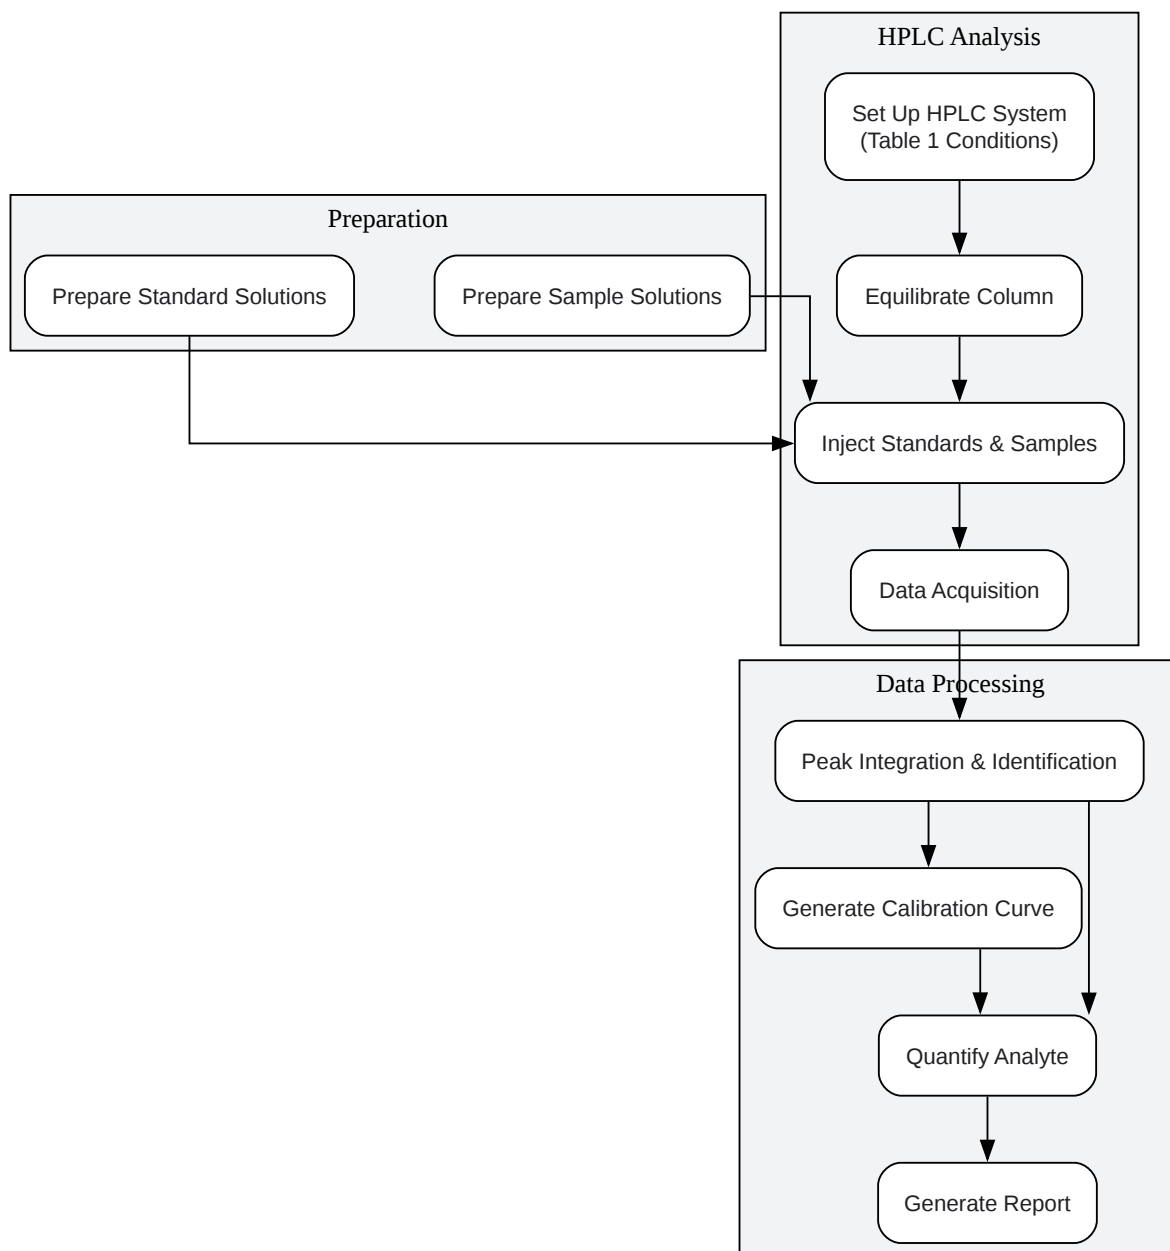 HPLC Analysis
Set Up HPLC System
(Table 1 Conditions)
Preparation
Prepare Standard Solutions
Prepare Sample Solutions
Equilibrate Column
Inject Standards & Samples
Data Acquisition
Data Processing
Peak Integration & Identification
Generate Calibration Curve
Quantify Analyte
Generate Report